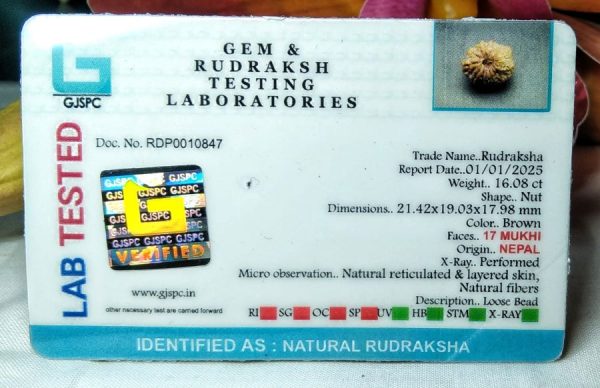 GEM &
RUDRAKSH
TESTING
LABORATORIES
GJSPC
LAB TESTED
Doc. No. RDP0010847
Trade Name..Rudraksha
Report Date..01/01/2025
Weight.. 16.08 ct
Shape.. Nut
Dimensions.. 21.42x19.03x17.98 mm
Color.. Brown
Faces.. 17 MUKHI
Origin.. NEPAL
X-Ray.. Performed
Micro observation.. Natural reticulated & layered skin,
Natural fibers
Description.. Loose Bead
GJSPC GJSPC
GJSPC GJSPC
GJSPC GJSPC GJSPC
VERIFIED
www.gjspc.in
other necessary test are carried forward
RI SG OC SP UV HB STM X-RAY
IDENTIFIED AS : NATURAL RUDRAKSHA